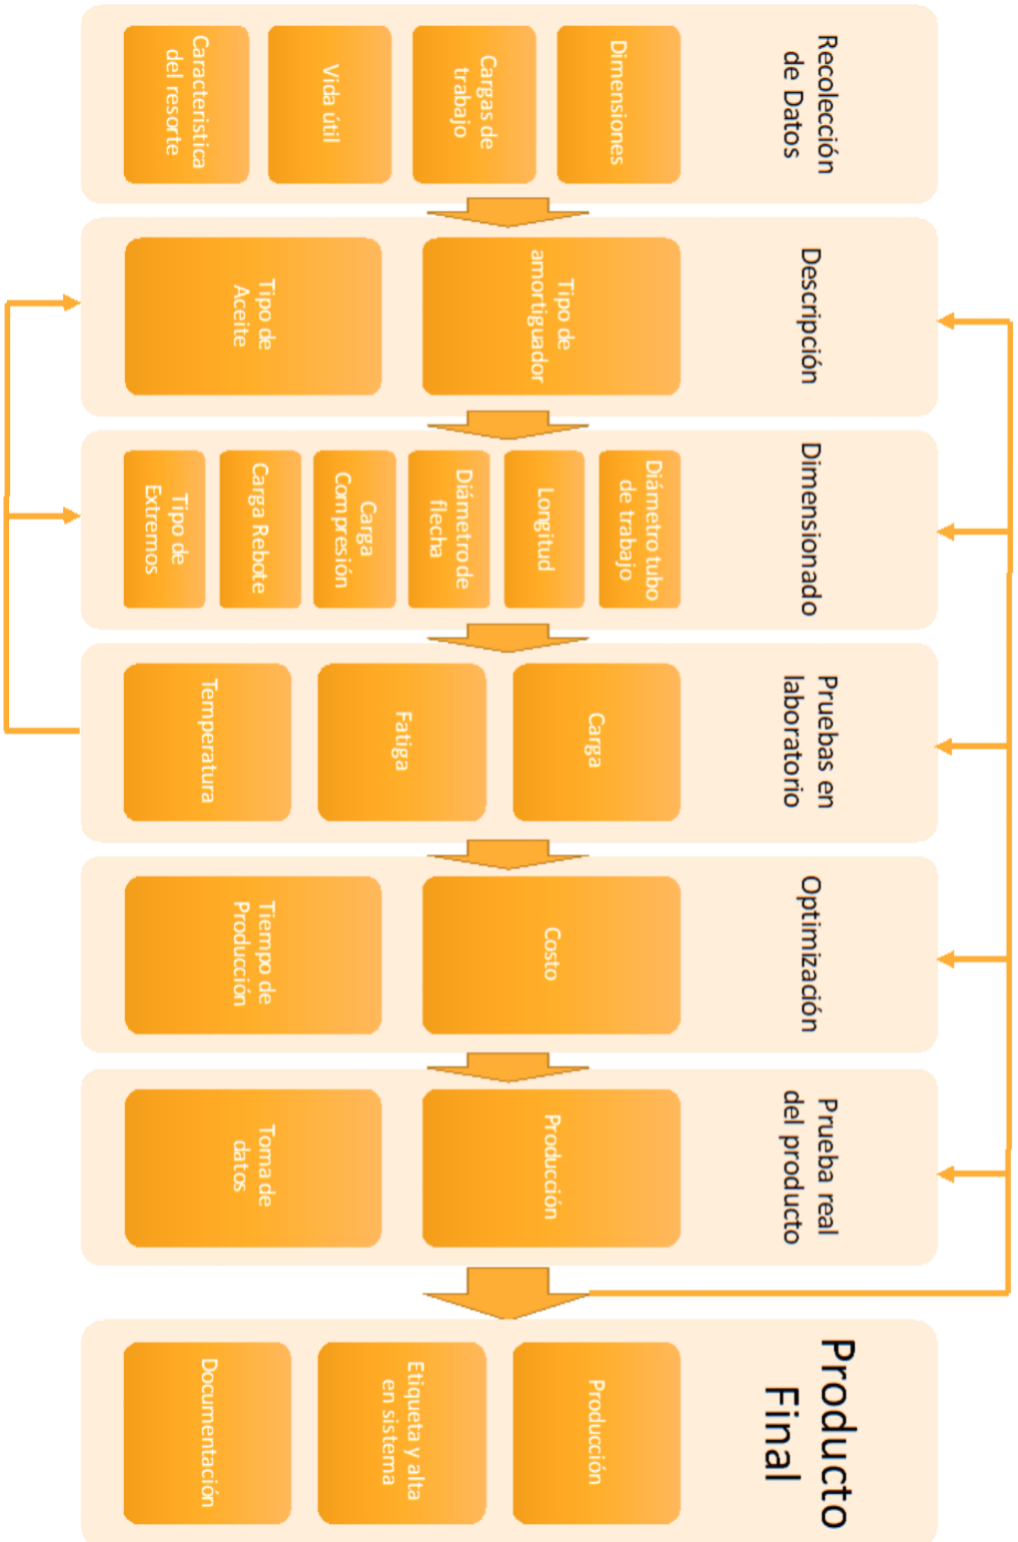 Recolección
de Datos
Dimensiones
Cargas de
trabajo
Vida útil
Caracteristica
del resorte
Descripción
Tipo de
amortiguador
Tipo de
Aceite
Dimensionado
Diámetro tubo
de trabajo
Longitud
Diámetro de
flecha
Carga
Compresión
Carga Rebote
Tipo de
Extremos
Pruebas en
laboratorio
Carga
Fatiga
Temperatura
Optimización
Costo
Tiempo de
Producción
Prueba real
del producto
Producción
Toma de
datos
Producto
Final
Producción
Etiqueta y alta
en sistema
Documentación